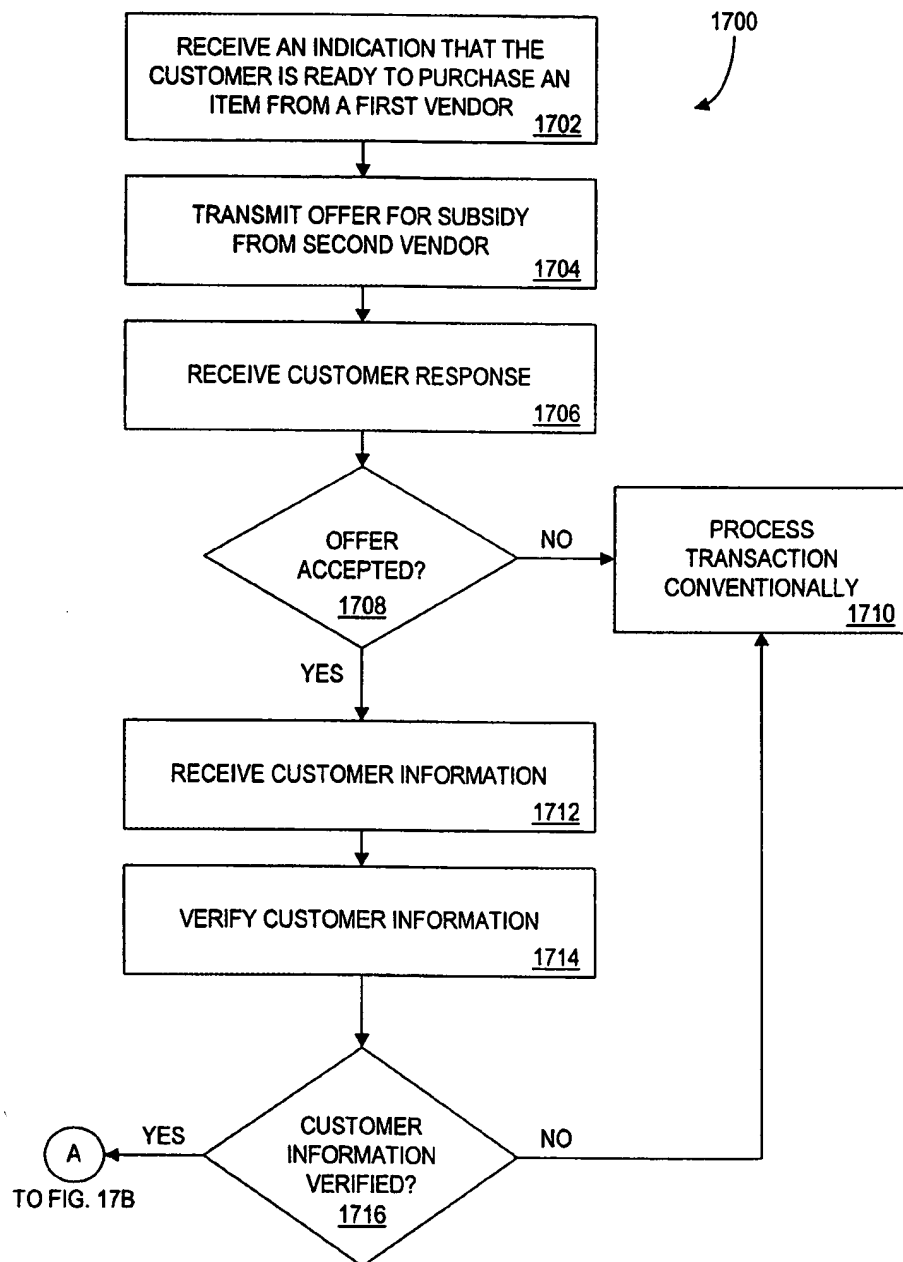 1700
RECEIVE AN INDICATION THAT THE
CUSTOMER IS READY TO PURCHASE AN
ITEM FROM A FIRST VENDOR
1702
TRANSMIT OFFER FOR SUBSIDY
FROM SECOND VENDOR
1704
RECEIVE CUSTOMER RESPONSE
1706
OFFER
ACCEPTED?
1708
NO
PROCESS
TRANSACTION
CONVENTIONALLY
1710
YES
RECEIVE CUSTOMER INFORMATION
1712
VERIFY CUSTOMER INFORMATION
1714
CUSTOMER
INFORMATION
VERIFIED?
1716
NO
YES
A
TO FIG. 17B